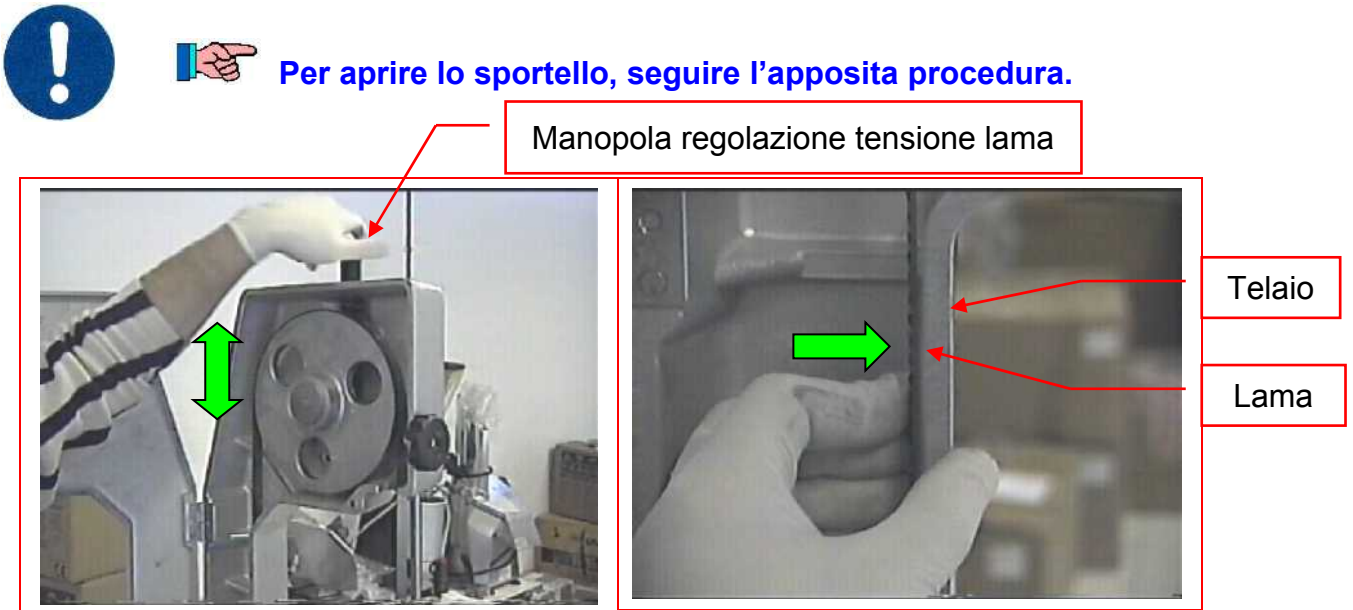 Per aprire lo sportello, seguire l’apposita procedura.
Manopola regolazione tensione lama
Telaio
Lama